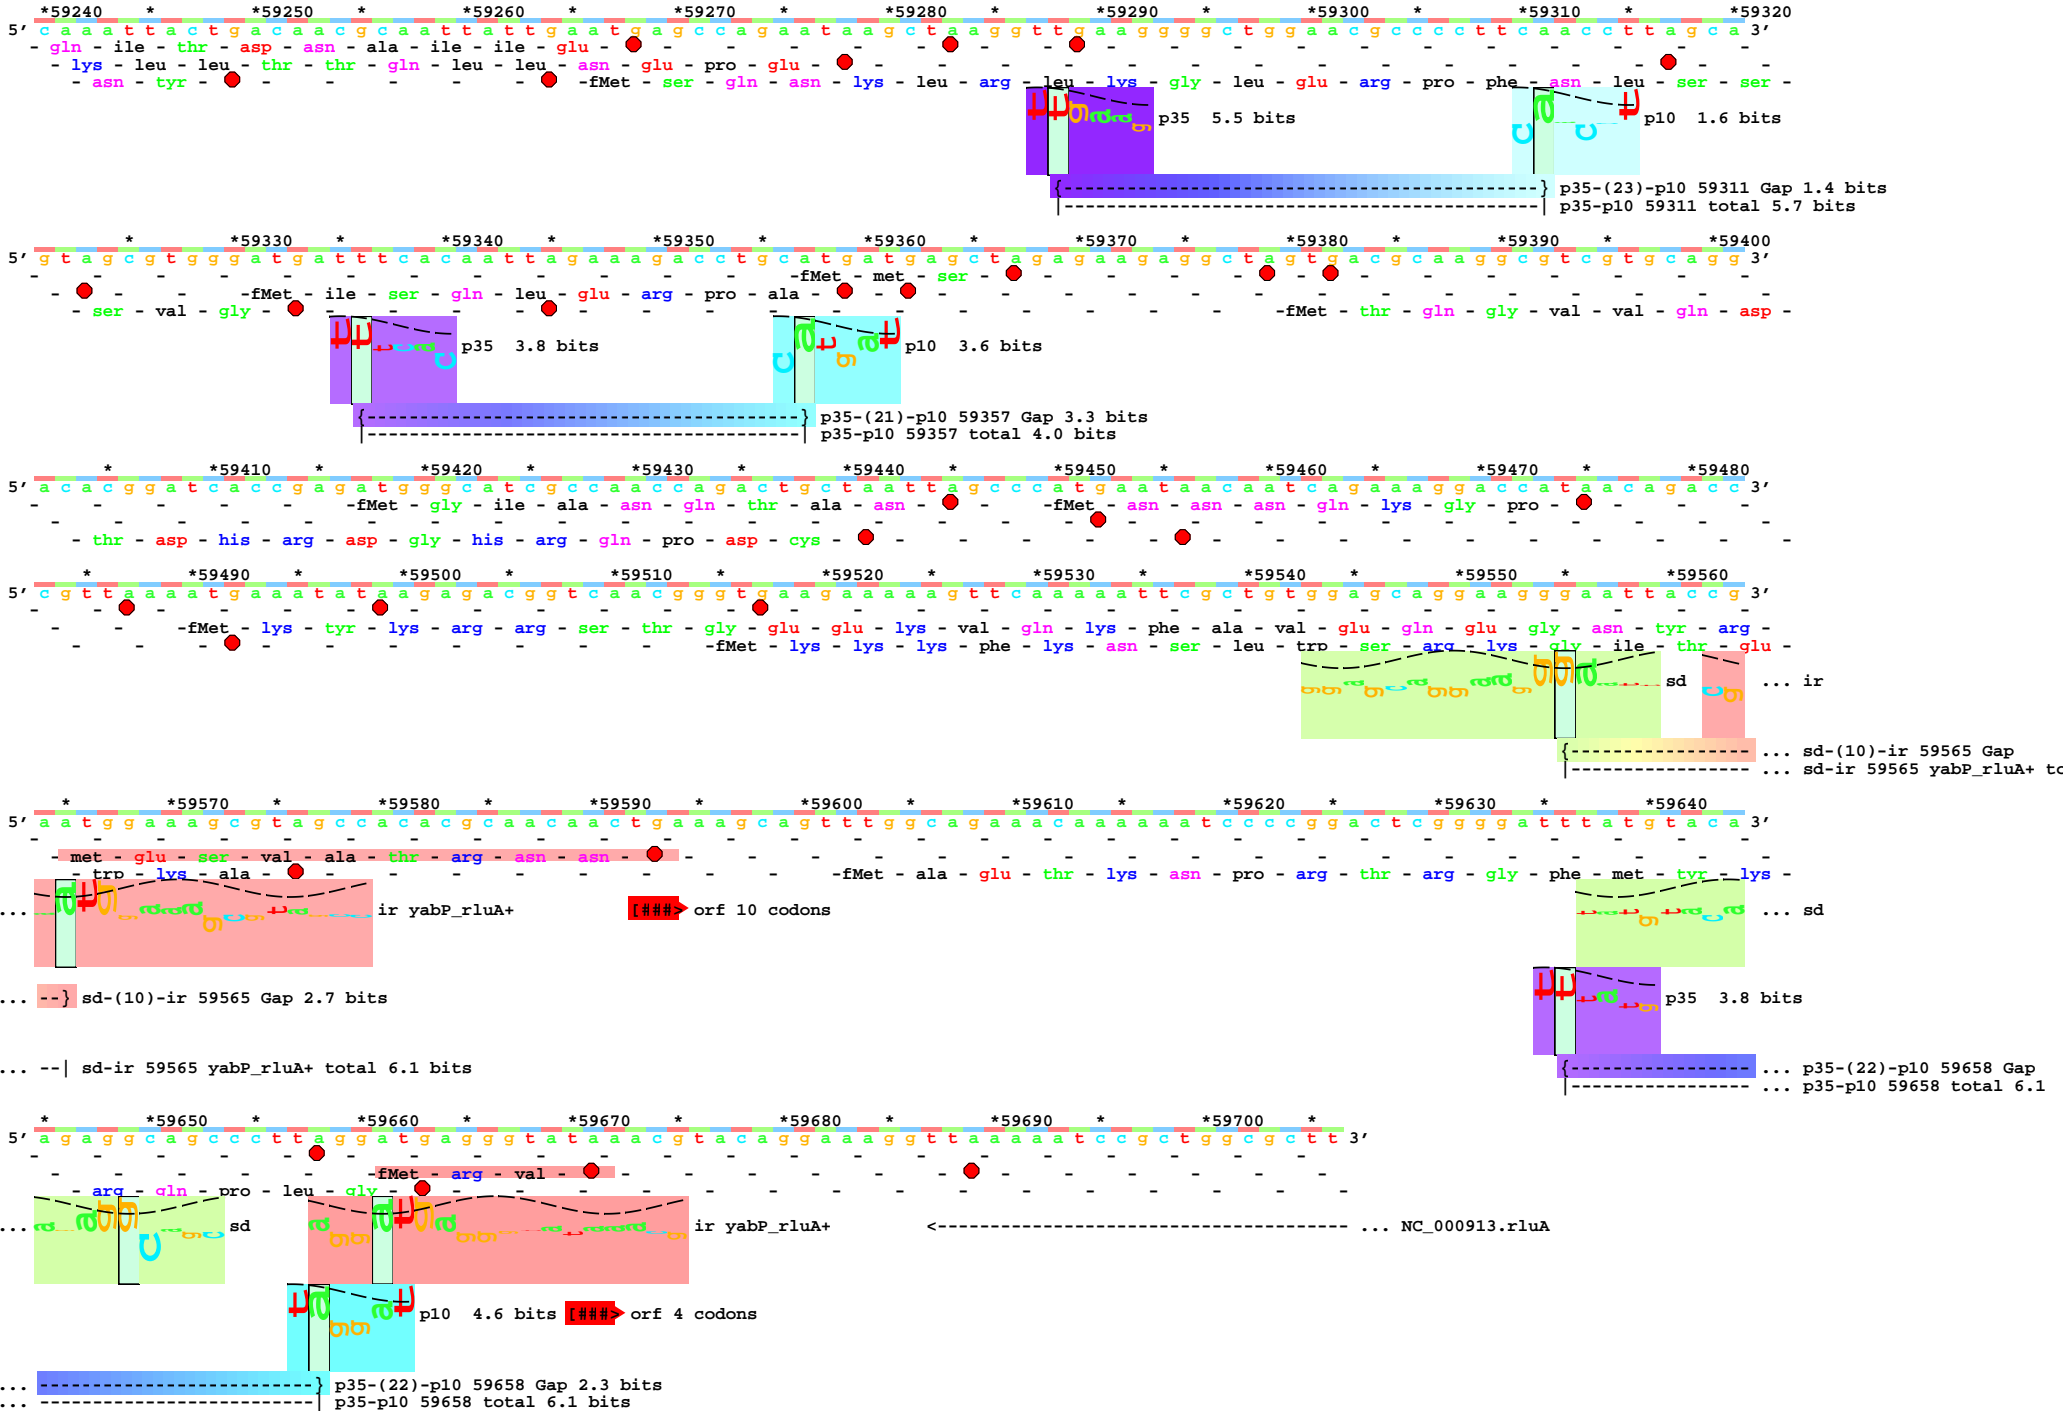 *59240 * *59250 * *59260 * *59270 * *59280 * *59290 * *59300 * *59310 * *59320
5' c a a a t t a c t g a c a a c g c a a t t a t t g a a t g a g c c a g a a t a a g c t a a g g t t g a a g g g g c t g g a a c g c c c c t t c a a c c t t a g c a 3'
- gln - ile - thr - asp - asn - ala - ile - ile - glu - - - - - - - - - - - - - - - - - -
- lys - leu - leu - thr - thr - gln - leu - leu - asn - glu - pro - glu - - - - - - - - - - - - - - -
- asn - tyr - - - - - - -fMet - ser - gln - asn - lys - leu - arg - leu - lys - gly - leu - glu - arg - pro - phe - asn - leu - ser - ser -
p35 5.5 bits p10 1.6 bits
{-----------------------------------------------} p35-(23)-p10 59311 Gap 1.4 bits
|-----------------------------------------------| p35-p10 59311 total 5.7 bits
* *59330 * *59340 * *59350 * *59360 * *59370 * *59380 * *59390 * *59400
5' g t a g c g t g g g a t g a t t t c a c a a t t a g a a a g a c c t g c a t g a t g a g c t a g a g a a g a g g c t a g t g a c g c a a g g c g t c g t g c a g g 3'
- - - - - - - - - - - -fMet - met - ser - - - - - - - - - - - - -
- - - -fMet - ile - ser - gln - leu - glu - arg - pro - ala - - - - - - - - - - - - - - -
- ser - val - gly - - - - - - - - - - - - - - - -fMet - thr - gln - gly - val - val - gln - asp -
p35 3.8 bits p10 3.6 bits
{-------------------------------------------} p35-(21)-p10 59357 Gap 3.3 bits
|-------------------------------------------| p35-p10 59357 total 4.0 bits
* *59410 * *59420 * *59430 * *59440 * *59450 * *59460 * *59470 * *59480
5' a c a c g g a t c a c c g a g a t g g g c a t c g c c a a c c a g a c t g c t a a t t a g c c c a t g a a t a a c a a t c a g a a a g g a c c a t a a c a g a c c 3'
- - - - - -fMet - gly - ile - ala - asn - gln - thr - ala - asn - - -fMet - asn - asn - asn - gln - lys - gly - pro - - - -
- - - - - - - - - - - - - - - - - - - - - - - - - - -
- thr - asp - his - arg - asp - gly - his - arg - gln - pro - asp - cys - - - - - - - - - - - - - - -
* *59490 * *59500 * *59510 * *59520 * *59530 * *59540 * *59550 * *59560
5' c g t t a a a a t g a a a t a t a a g a g a c g g t c a a c g g g t g a a g a a a a a g t t c a a a a a t t c g c t g t g g a g c a g g a a g g g a a t t a c c g 3'
- - - - - - - - - - - - - - - - - - - - - - - - - - -
- - -fMet - lys - tyr - lys - arg - arg - ser - thr - gly - glu - glu - lys - val - gln - lys - phe - ala - val - glu - gln - glu - gly - asn - tyr - arg -
- - - - - - - - - - -fMet - lys - lys - lys - phe - lys - asn - ser - leu - trp - ser - arg - lys - gly - ile - thr - glu -
sd ... ir
{----------------- ... sd-(10)-ir 59565 Gap
|----------------- ... sd-ir 59565 yabP_rluA+ to
* *59570 * *59580 * *59590 * *59600 * *59610 * *59620 * *59630 * *59640
5' a a t g g a a a g c g t a g c c a c a c g c a a c a a c t g a a a g c a g t t t g g c a g a a a c a a a a a t c c c c g g a c t c g g g g a t t t a t g t a c a 3'
- - - - - - - - - - - - - - - - - - - - - - - - - - -
- met - glu - ser - val - ala - thr - arg - asn - asn - - - - - - - - - - - - - - - - - -
- trp - lys - ala - - - - - - - - - -fMet - ala - glu - thr - lys - asn - pro - arg - thr - arg - gly - phe - met - tyr - lys -
... ir yabP_rluA+ [###> orf 10 codons ... sd
... --} sd-(10)-ir 59565 Gap 2.7 bits p35 3.8 bits
... --| sd-ir 59565 yabP_rluA+ total 6.1 bits {----------------- ... p35-(22)-p10 59658 Gap
|----------------- ... p35-p10 59658 total 6.1
* *59650 * *59660 * *59670 * *59680 * *59690 * *59700 *
5' a g a g g c a g c c c t t a g g a t g a g g g t a t a a c g t a c a g g a a a g g t t a a a a a t c c g c t g g c g c t t 3'
- - - - - - - - - - - - - - - - - - - - -
- - - - - -fMet - arg - val - - - - - - - - - - - - -
- arg - gln - pro - leu - gly - - - - - - - - - - - - - - - -
... sd ir yabP_rluA+ <--------------------------------------- ... NC_000913.rluA
p10 4.6 bits [###> orf 4 codons
... ---------------------------} p35-(22)-p10 59658 Gap 2.3 bits
... ---------------------------| p35-p10 59658 total 6.1 bits